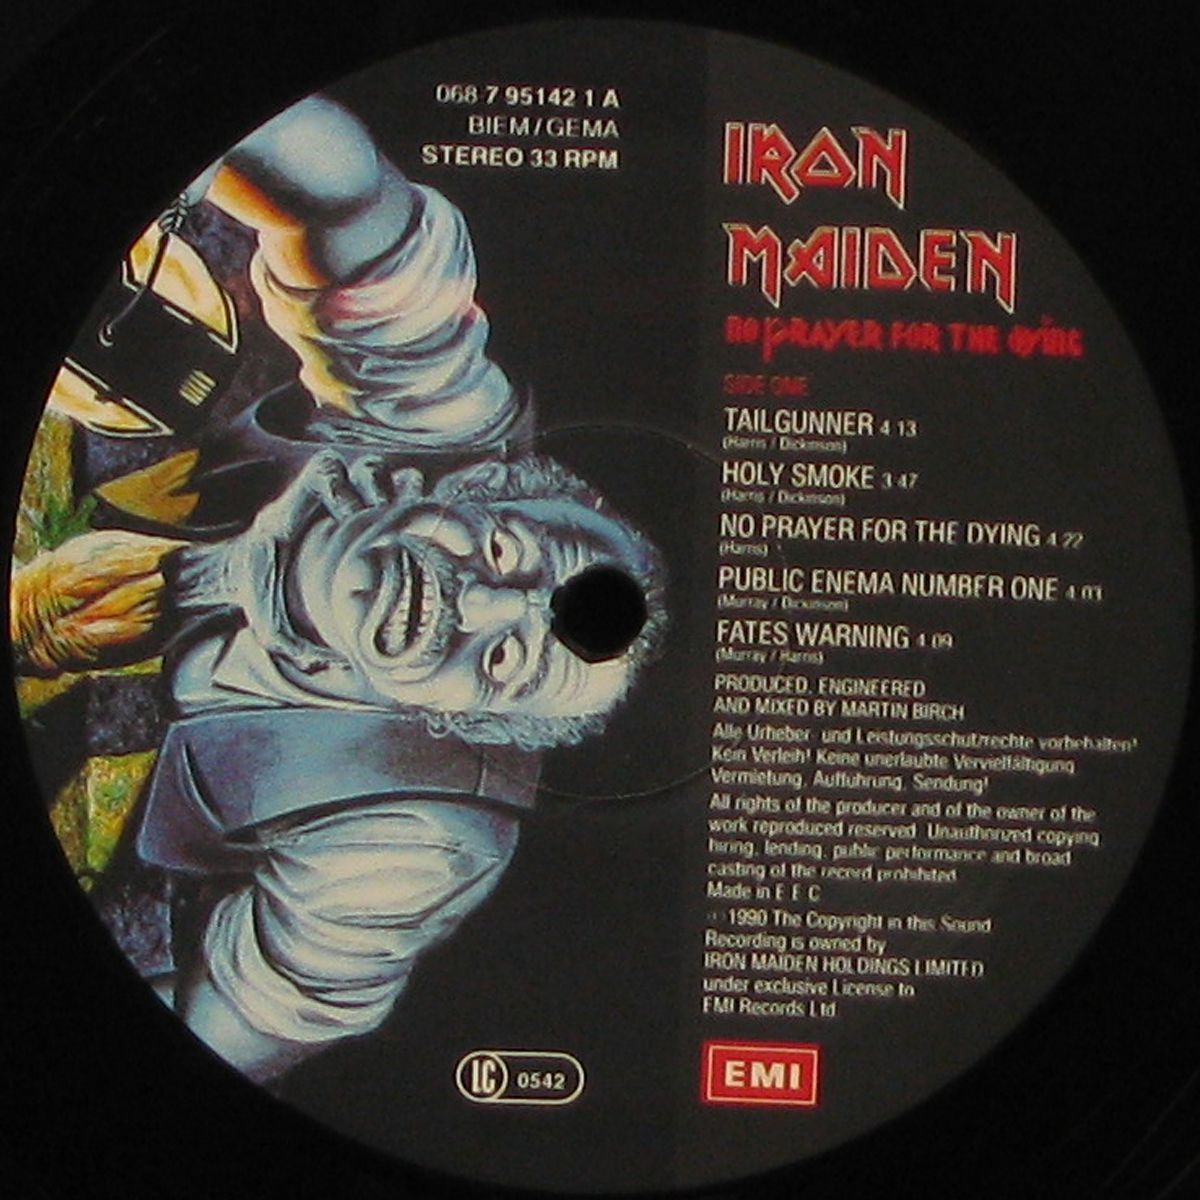 068-7 95142 1 A
BIEM/GEMA
STEREO 33 RPM
IRON
MAIDEN
NO PRAYER FOR THE DYING
SIDE ONE
TAILGUNNER 4 13
(Harris / Dickinson)
HOLY SMOKE 3 47
(Harris / Dickinson)
NO PRAYER FOR THE DYING 4 22
(Harris)
PUBLIC ENEMA NUMBER ONE 4 03
(Murray / Dickinson)
FATES WARNING 4 09
(Murray / Harris)
PRODUCED, ENGINEERED
AND MIXED BY MARTIN BIRCH
Alle Urheber- und Leistungsschutzrechte vorbehalten!
Kein Verleih! Keine unerlaubte Vervielfältigung
Vermietung, Aufführung, Sendung!
All rights of the producer and of the owner of the
work reproduced reserved. Unauthorized copying,
hiring, lending, public performance and broad
casting of the record prohibited
Made in E E C
1990 The Copyright in this Sound
Recording is owned by
IRON MAIDEN HOLDINGS LIMITED
under exclusive License to
EMI Records Ltd
LC 0542
EMI